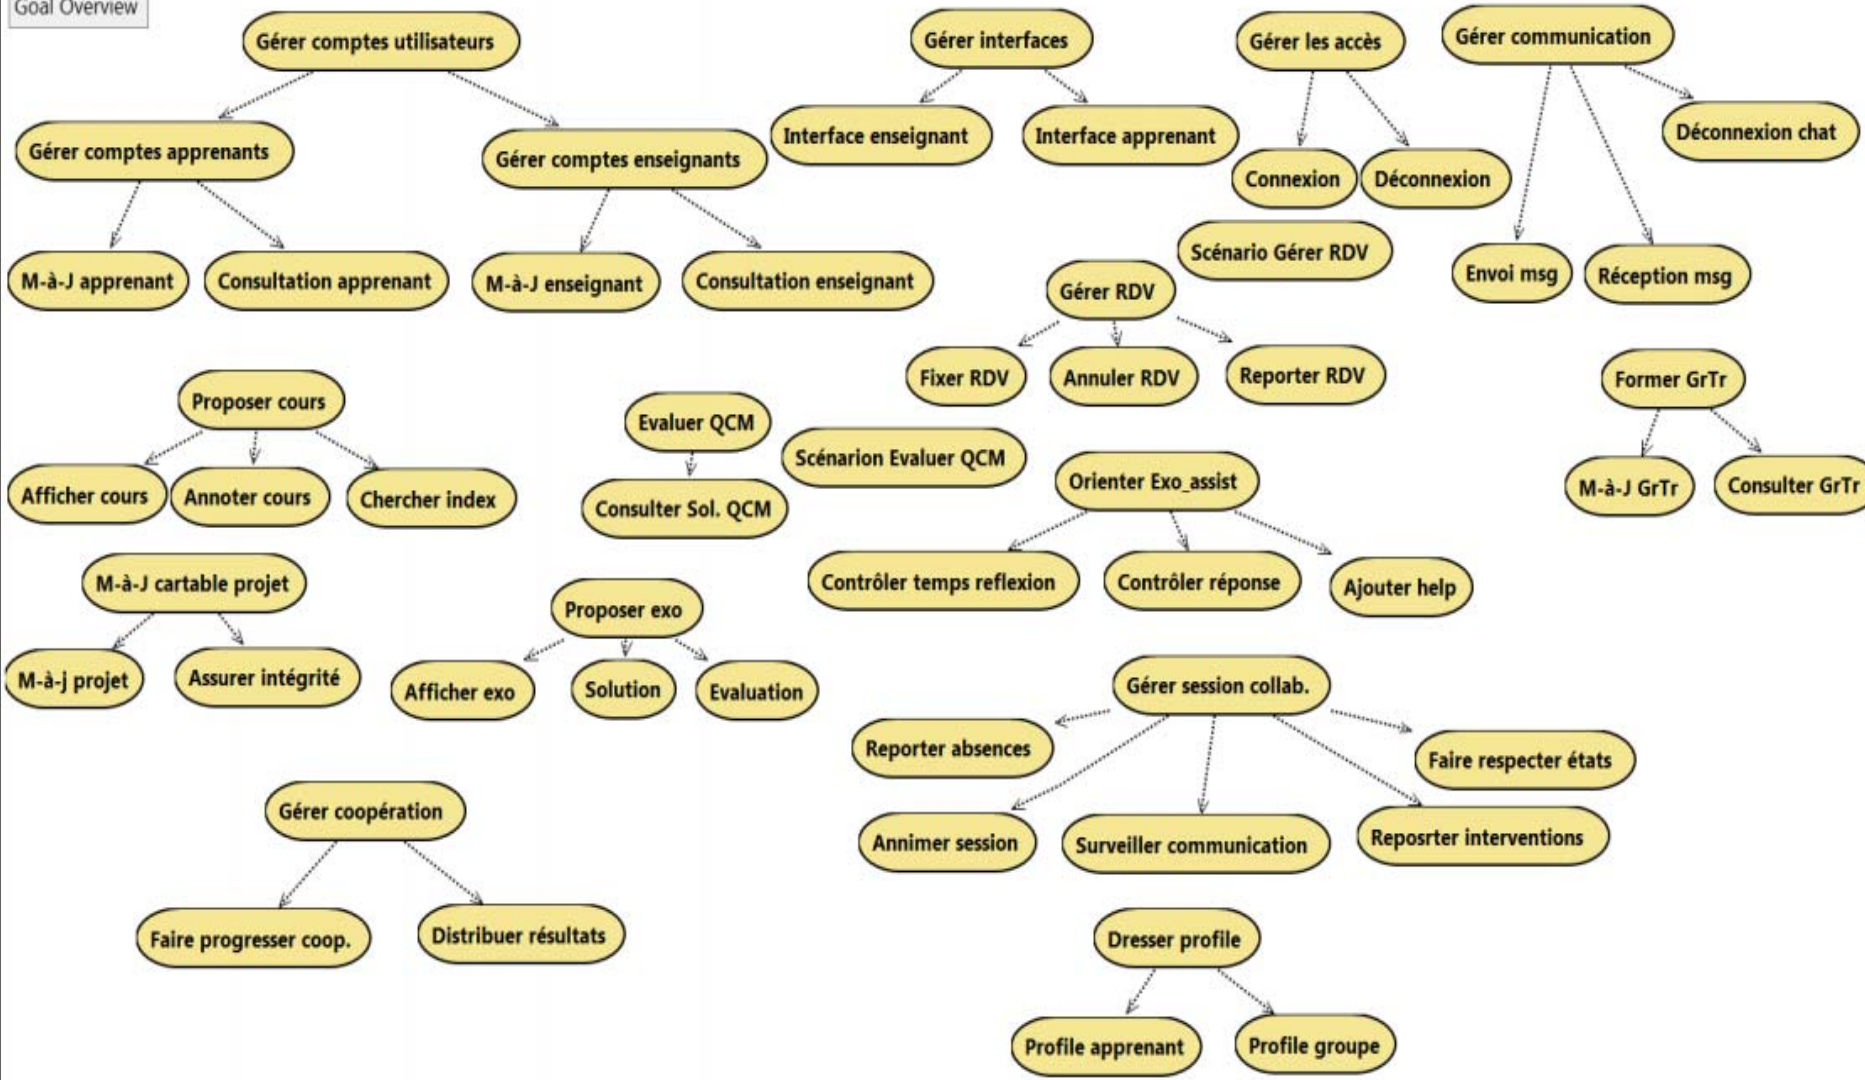 Goal Overview
Gérer comptes utilisateurs
Gérer interfaces
Gérer les accès
Gérer communication
Gérer comptes apprenants
Gérer comptes enseignants
Interface enseignant
Interface apprenant
Déconnexion chat
Connexion
Déconnexion
M-à-J apprenant
Consultation apprenant
M-à-J enseignant
Consultation enseignant
Scénario Gérer RDV
Envoi msg
Réception msg
Gérer RDV
Fixer RDV
Annuler RDV
Reporter RDV
Former GrTr
Proposer cours
Evaluer QCM
Scénarion Evaluer QCM
Afficher cours
Annoter cours
Chercher index
Consulter Sol. QCM
Orienter Exo_assist
M-à-J GrTr
Consulter GrTr
M-à-J cartable projet
Proposer exo
Contrôler temps reflexion
Contrôler réponse
Ajouter help
M-à-j projet
Assurer intégrité
Afficher exo
Solution
Evaluation
Gérer session collab.
Reporter absences
Faire respecter états
Gérer coopération
Annimer session
Surveiller communication
Reposrter interventions
Faire progresser coop.
Distribuer résultats
Dresser profile
Profile apprenant
Profile groupe